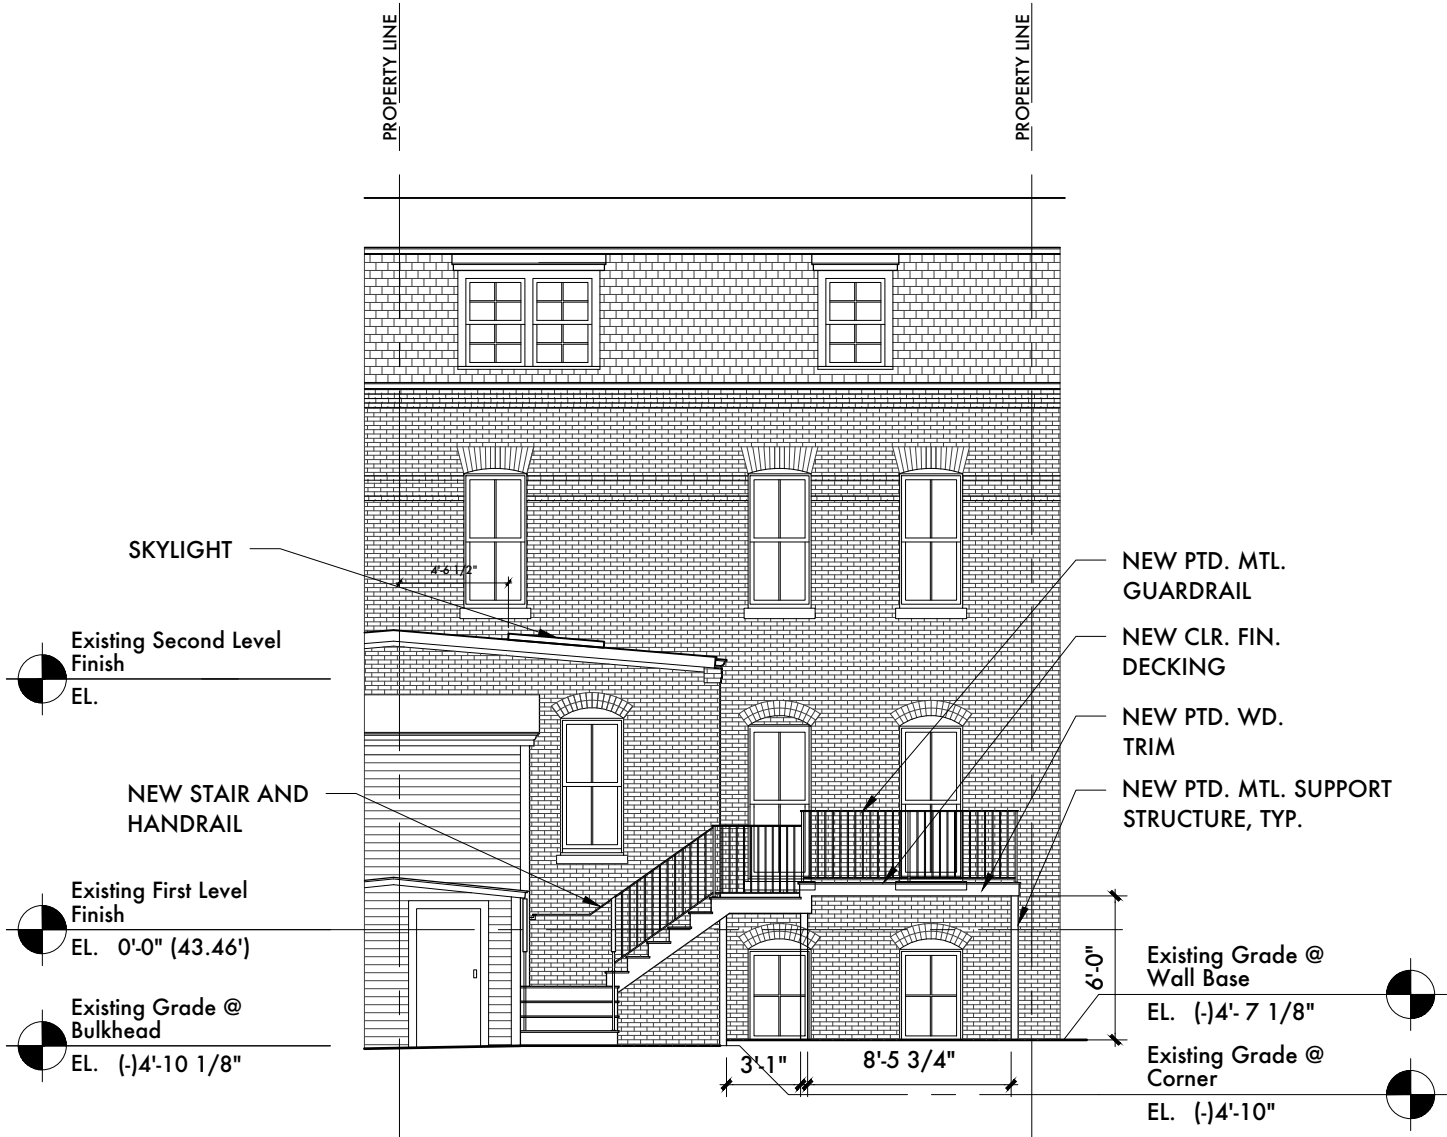 PROPERTY LINE
PROPERTY LINE
SKYLIGHT
4'-6 1/2"
Existing Second Level
Finish
EL.
NEW STAIR AND
HANDRAIL
Existing First Level
Finish
EL. 0'-0" (43.46')
Existing Grade @
Bulkhead
EL. (-)4'-10 1/8"
NEW PTD. MTL.
GUARDRAIL
NEW CLR. FIN.
DECKING
NEW PTD. WD.
TRIM
NEW PTD. MTL. SUPPORT
STRUCTURE, TYP.
6'-0"
Existing Grade @
Wall Base
EL. (-)4'- 7 1/8"
3'-1"
8'-5 3/4"
Existing Grade @
Corner
EL. (-)4'-10"